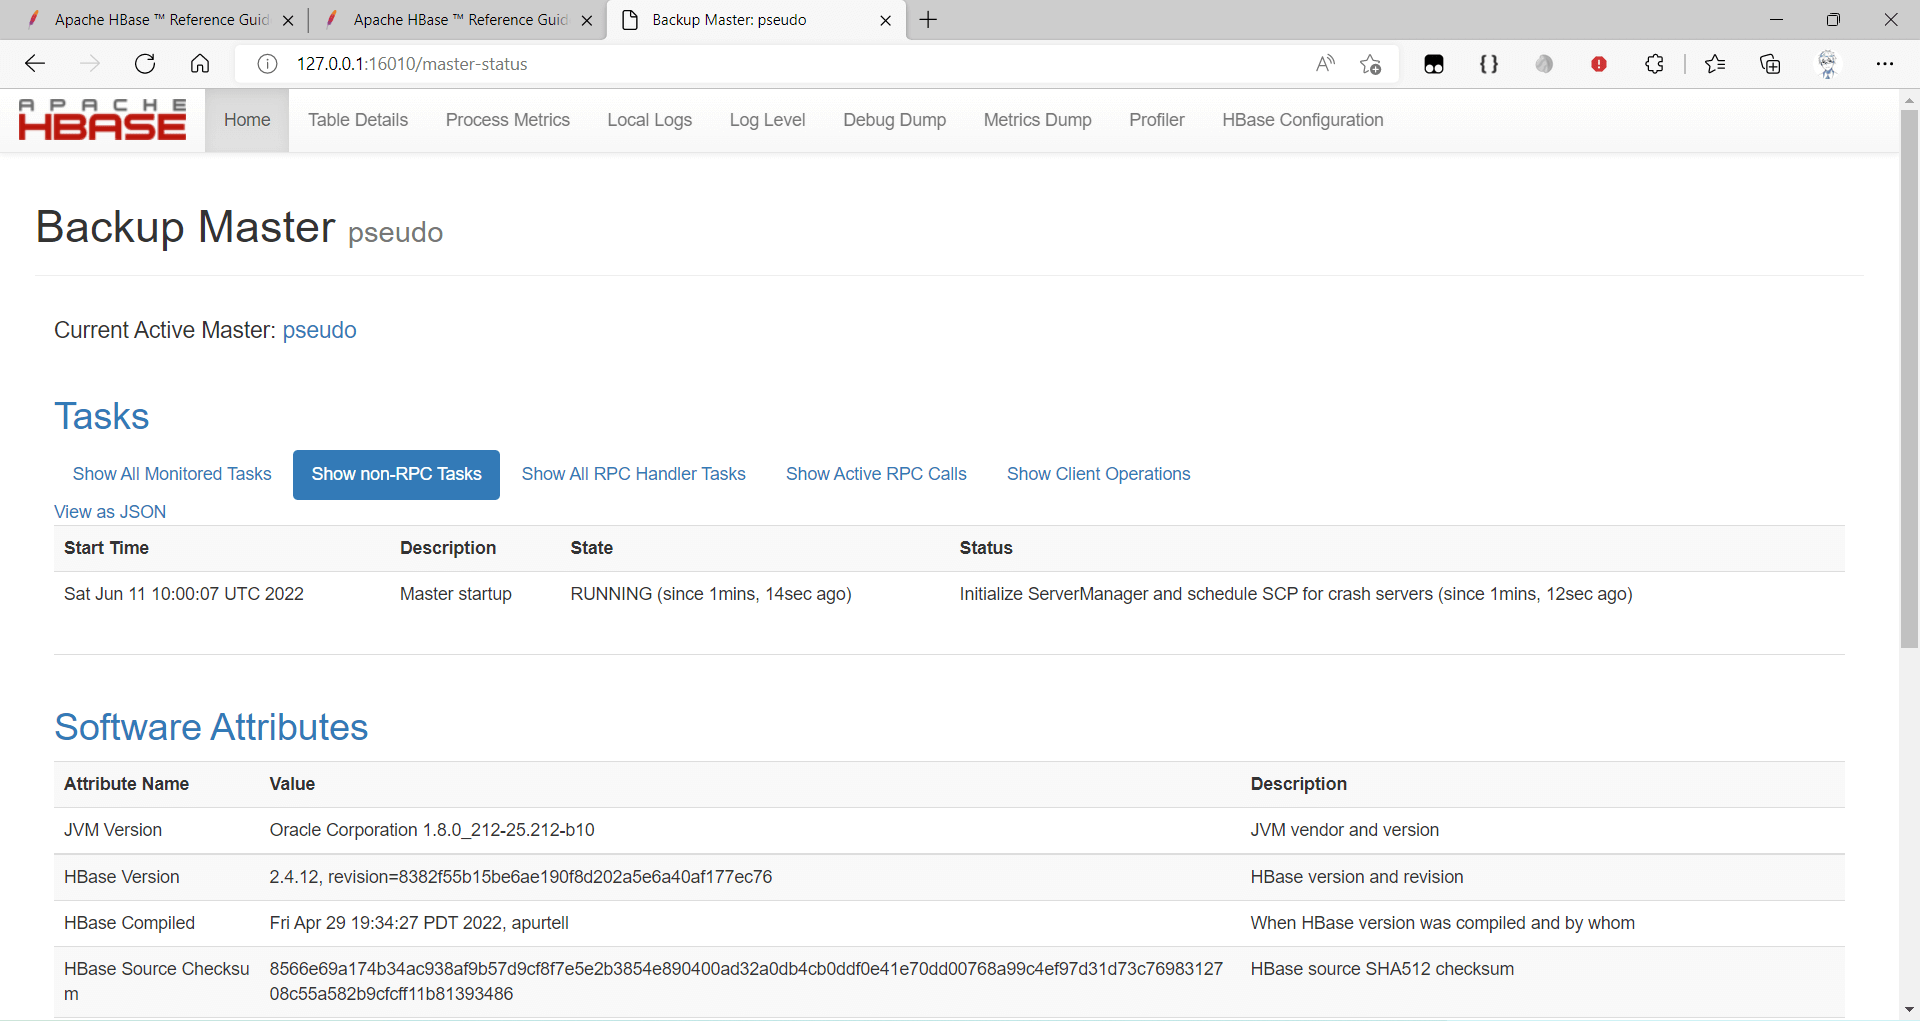 Apache HBase ™ Reference Guid
Apache HBase ™ Reference Guid
Backup Master: pseudo
127.0.0.1:16010/master-status
APACHE
HBASE
Home
Table Details
Process Metrics
Local Logs
Log Level
Debug Dump
Metrics Dump
Profiler
HBase Configuration
Backup Master pseudo
Current Active Master: pseudo
Tasks
Show All Monitored Tasks
Show non-RPC Tasks
Show All RPC Handler Tasks
Show Active RPC Calls
Show Client Operations
View as JSON
Start Time Description State Status
Sat Jun 11 10:00:07 UTC 2022 Master startup RUNNING (since 1mins, 14sec ago) Initialize ServerManager and schedule SCP for crash servers (since 1mins, 12sec ago)
Software Attributes
Attribute Name Value Description
JVM Version Oracle Corporation 1.8.0_212-25.212-b10 JVM vendor and version
HBase Version 2.4.12, revision=8382f55b15be6ae190f8d202a5e6a40af177ec76 HBase version and revision
HBase Compiled Fri Apr 29 19:34:27 PDT 2022, apurtell When HBase version was compiled and by whom
HBase Source Checksu 8566e69a174b34ac938af9b57d9cf8f7e5e2b3854e890400ad32a0db4cb0ddf0e41e70dd00768a99c4ef97d31d73c76983127 HBase source SHA512 checksum
m 08c55a582b9cfcff11b81393486